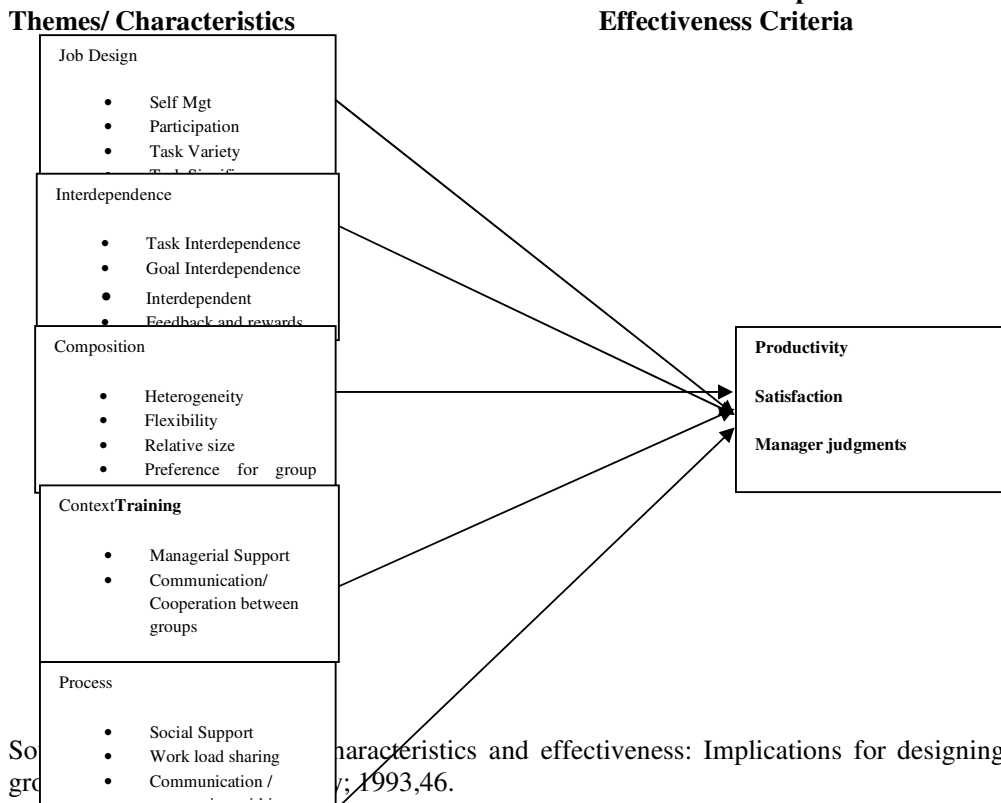 Themes/ Characteristics
Effectiveness Criteria
Job Design
• Self Mgt
• Participation
• Task Variety
Interdependence
• Task Interdependence
• Goal Interdependence
• Interdependent
• Feedback and rewards
Composition
• Heterogeneity
• Flexibility
• Relative size
• Preference for group
ContextTraining
• Managerial Support
• Communication/
Cooperation between
groups
Process
• Social Support
• Work load sharing
• Communication /
Productivity
Satisfaction
Manager judgments
haracteristics and effectiveness: Implications for designing
; 1993,46.